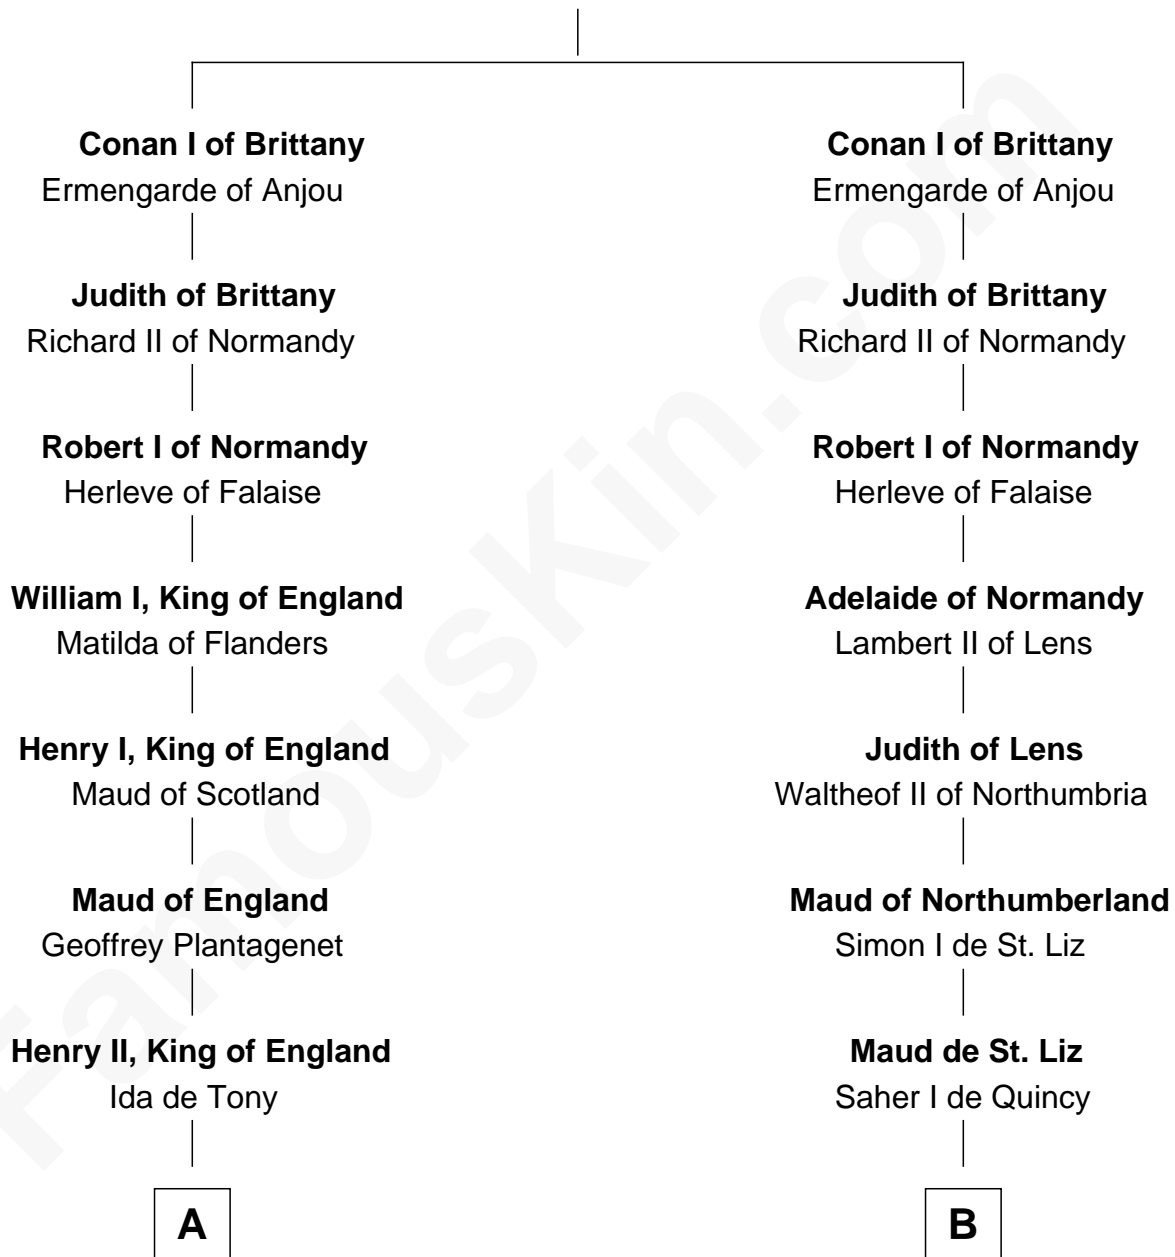 Conan I of Brittany
Ermengarde of Anjou
Judith of Brittany
Richard II of Normandy
Robert I of Normandy
Herleve of Falaise
William I, King of England
Matilda of Flanders
Henry I, King of England
Maud of Scotland
Maud of England
Geoffrey Plantagenet
Henry II, King of England
Ida de Tony
A
Conan I of Brittany
Ermengarde of Anjou
Judith of Brittany
Richard II of Normandy
Robert I of Normandy
Herleve of Falaise
Adelaide of Normandy
Lambert II of Lens
Judith of Lens
Waltheof II of Northumbria
Maud of Northumberland
Simon I de St. Liz
Maud de St. Liz
Saher I de Quincy
B
FamousKin.com